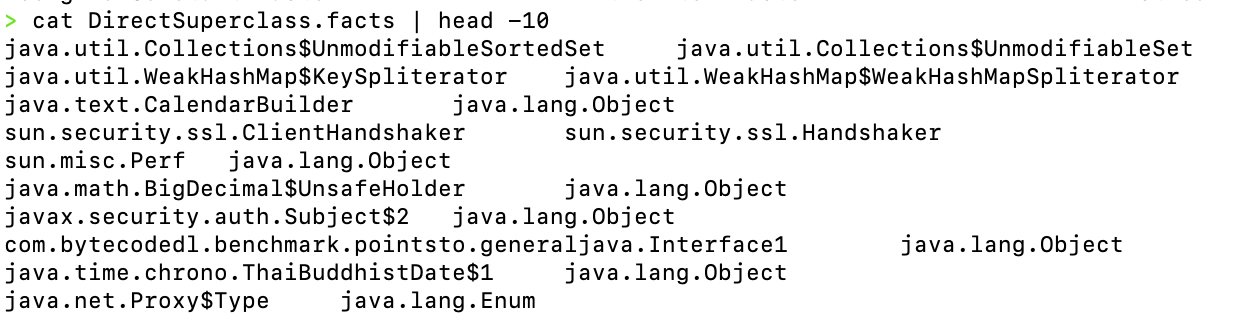 > cat DirectSuperclass.facts | head -10
java.util.Collections$UnmodifiableSortedSet	java.util.Collections$UnmodifiableSet
java.util.WeakHashMap$KeySpliterator	java.util.WeakHashMap$WeakHashMapSpliterator
java.text.CalendarBuilder	java.lang.Object
sun.security.ssl.ClientHandshaker	sun.security.ssl.Handshaker
sun.misc.Perf	java.lang.Object
java.math.BigDecimal$UnsafeHolder	java.lang.Object
javax.security.auth.Subject$2	java.lang.Object
com.bytecodedl.benchmark.pointsto.generaljava.Interface1	java.lang.Object
java.time.chrono.ThaiBuddhistDate$1	java.lang.Object
java.net.Proxy$Type	java.lang.Enum